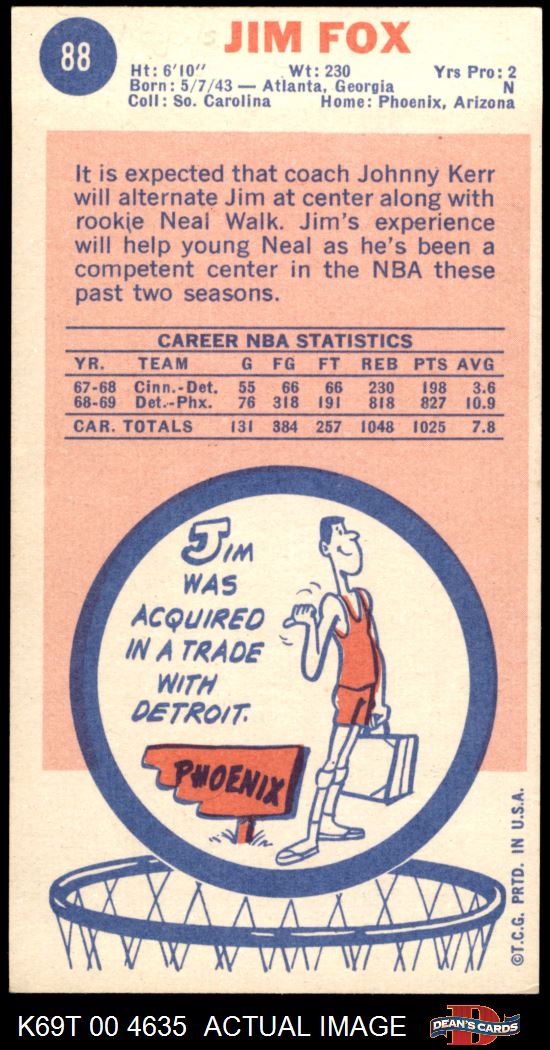 88
JIM FOX
Ht: 6'10" Wt: 230 Yrs Pro: 2
Born: 5/7/43 — Atlanta, Georgia N
Coll: So. Carolina Home: Phoenix, Arizona
It is expected that coach Johnny Kerr
will alternate Jim at center along with
rookie Neal Walk. Jim's experience
will help young Neal as he's been a
competent center in the NBA these
past two seasons.
CAREER NBA STATISTICS
YR. TEAM G FG FT REB PTS AVG
67-68 Cinn.-Det. 55 66 66 230 198 3.6
68-69 Det.-Phx. 76 318 191 818 827 10.9
CAR. TOTALS 131 384 257 1048 1025 7.8
JIM
WAS
ACQUIRED
IN A TRADE
WITH
DETROIT.
PHOENIX
©T.C.G. PRTD. IN U.S.A.
K69T 00 4635 ACTUAL IMAGE
D
DEAN'S CARDS